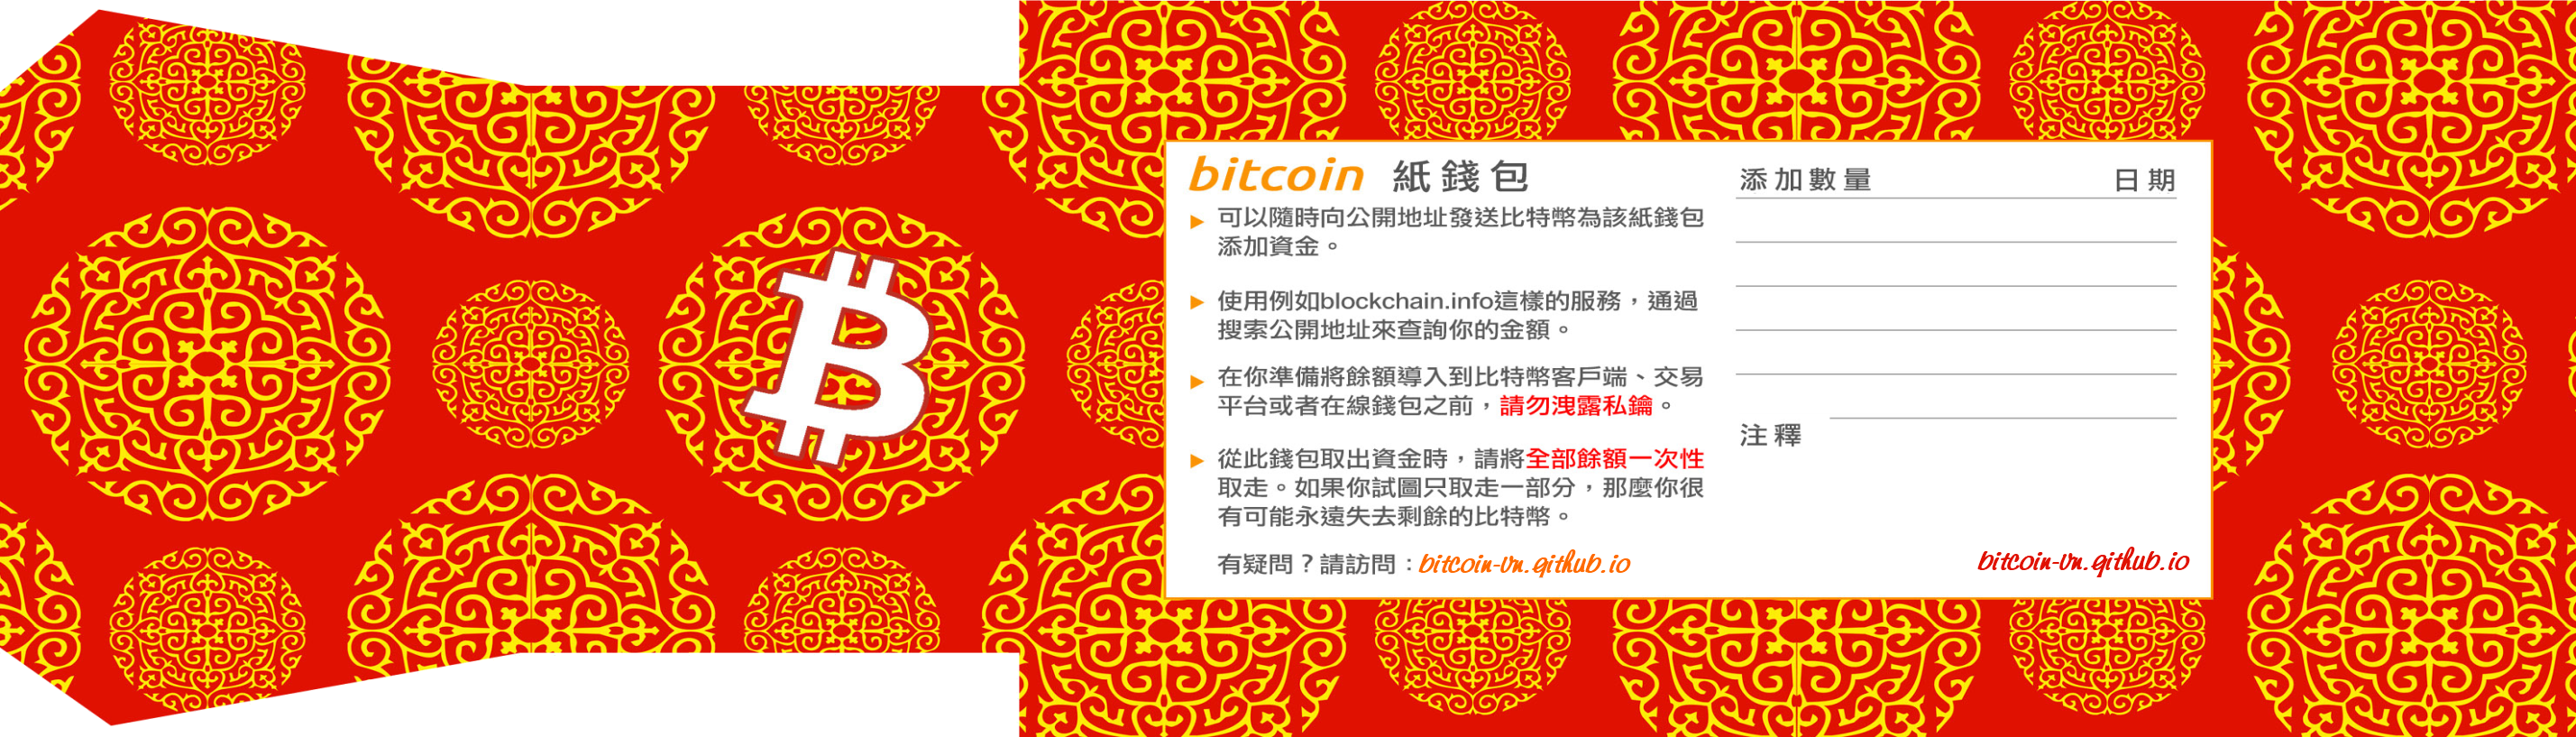 bitcoin 紙錢包
可以隨時向公開地址發送比特幣為該紙錢包
添加資金。
使用例如blockchain.info這樣的服務，通過
搜索公開地址來查詢你的金額。
在你準備將餘額導入到比特幣客戶端、交易
平台或者在線錢包之前，請勿洩露私鑰。
從此錢包取出資金時，請將全部餘額一次性
取走。如果你試圖只取走一部分，那麼你很
有可能永遠失去剩餘的比特幣。
有疑問？請訪問：bitcoin-vn.github.io
添加數量 日期
注釋
bitcoin-vn.github.io